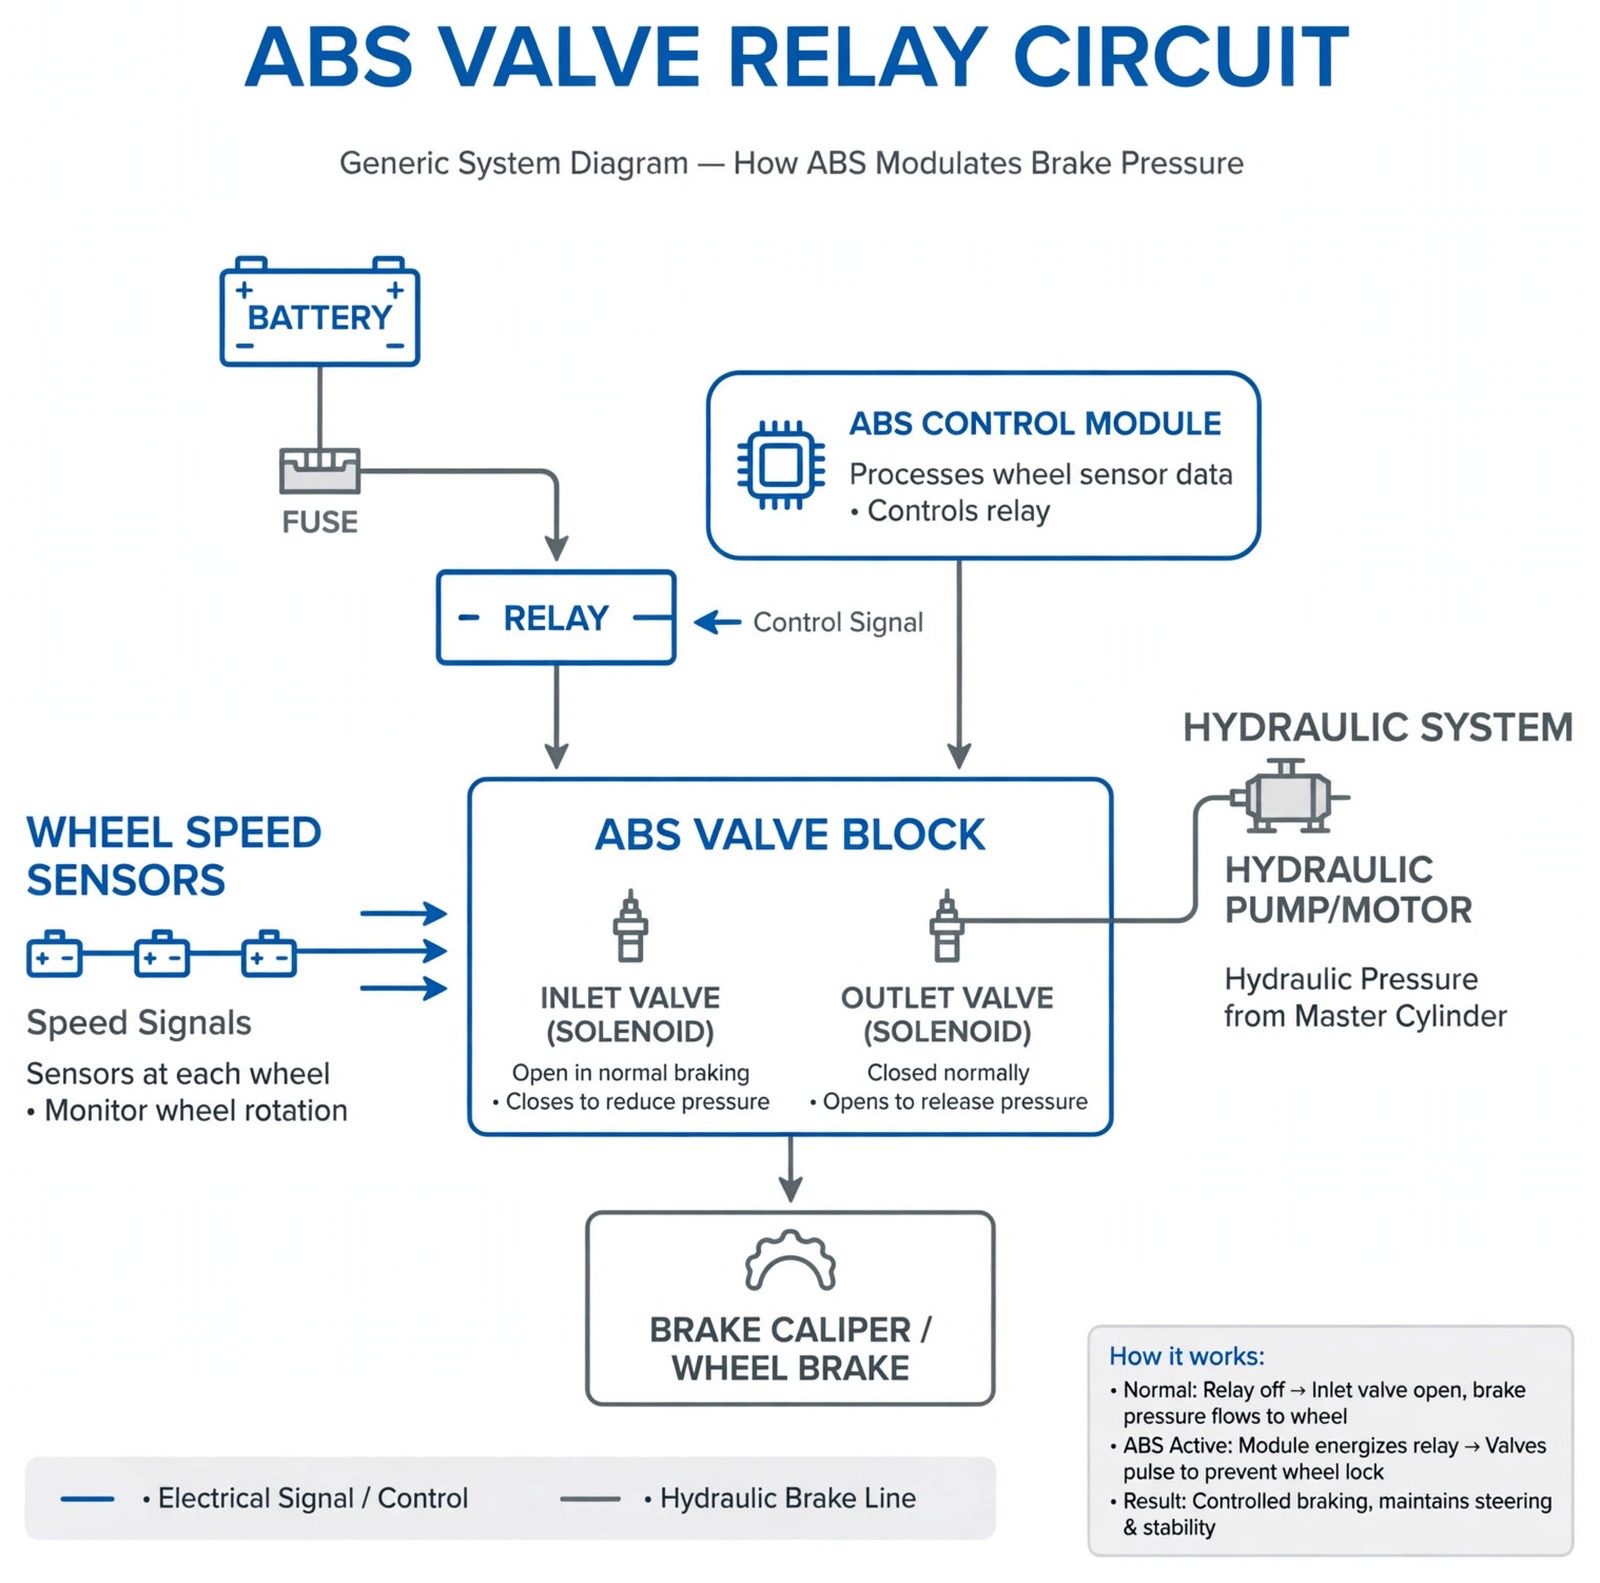 ABS VALVE RELAY CIRCUIT
Generic System Diagram — How ABS Modulates Brake Pressure
+ +
BATTERY
– –
FUSE
ABS CONTROL MODULE
Processes wheel sensor data
• Controls relay
– RELAY —
Control Signal
HYDRAULIC SYSTEM
HYDRAULIC
PUMP/MOTOR
Hydraulic Pressure
from Master Cylinder
WHEEL SPEED
SENSORS
+ - + - + -
Speed Signals
Sensors at each wheel
• Monitor wheel rotation
ABS VALVE BLOCK
INLET VALVE
(SOLENOID)
Open in normal braking
• Closes to reduce pressure
OUTLET VALVE
(SOLENOID)
Closed normally
• Opens to release pressure
BRAKE CALIPER /
WHEEL BRAKE
How it works:
• Normal: Relay off → Inlet valve open, brake
pressure flows to wheel
• ABS Active: Module energizes relay → Valves
pulse to prevent wheel lock
• Result: Controlled braking, maintains steering
& stability
• Electrical Signal / Control
• Hydraulic Brake Line